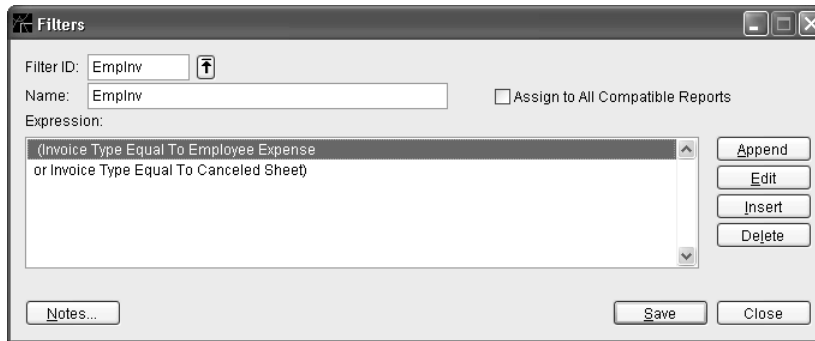 Filters
Filter ID: EmpInv
Name: EmpInv
Assign to All Compatible Reports
Expression:
(Invoice Type Equal To Employee Expense
or Invoice Type Equal To Canceled Sheet)
Append
Edit
Insert
Delete
Notes...
Save
Close